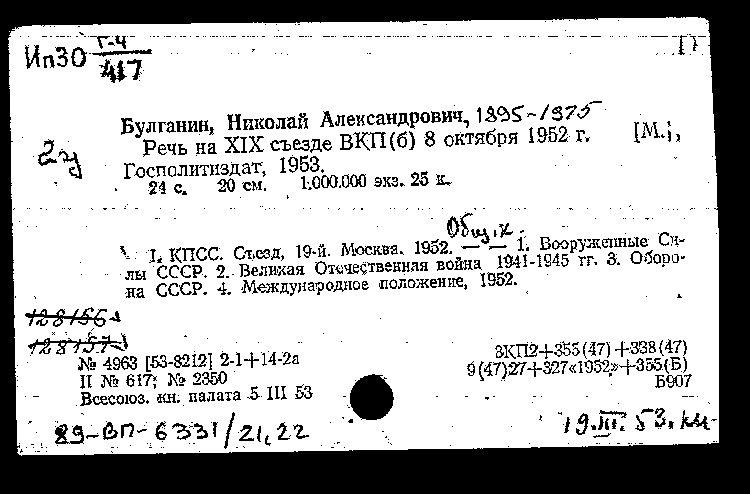 Ип30 Г-4
417
П
Булганин, Николай Александрович, 1895-1975
Речь на XIX съезде ВКП(б) 8 октября 1952 г. [М.],
2у
Госполитиздат, 1953.
24 с. 20 см. 1.000.000 экз. 25 к.
Общ.к.
I. КПСС. Съезд, 19-й. Москва. 1952. — — 1. Вооруженные Си-
лы СССР. 2. Великая Отечественная война 1941-1945 гг. 3. Оборо-
на СССР. 4. Международное положение, 1952.
128156
128157
№ 4963 [53-8212] 2-1+14-2а
II № 617; № 2350
Всесоюз. кн. палата 5 III 53
ВКП2+355(47)+338(47)
9(47)27+327«1952»+355(Б)
Б907
89-ВП-6331/21,22
19.III.53.